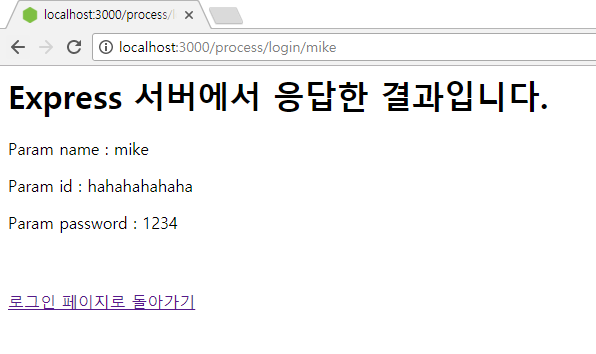 localhost:3000/process/l
localhost:3000/process/login/mike
Express 서버에서 응답한 결과입니다.
Param name : mike
Param id : hahahahahaha
Param password : 1234
로그인 페이지로 돌아가기